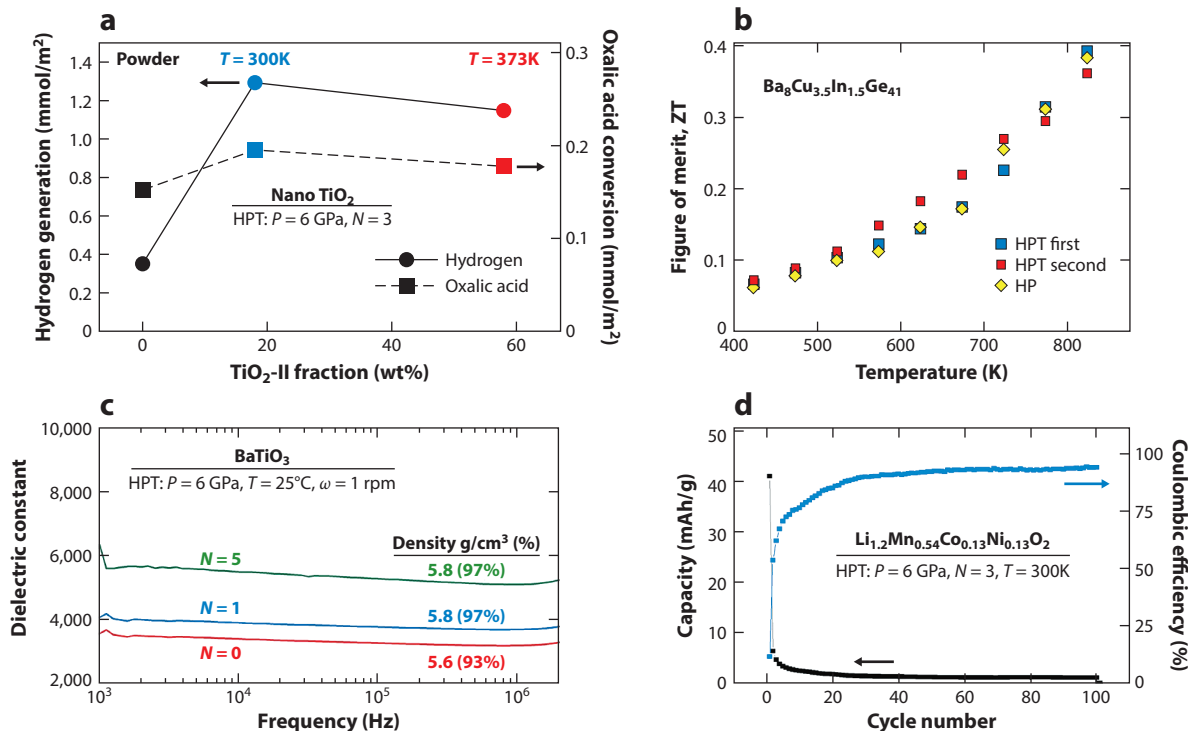 a
Powder
T = 300K
T = 373K
Hydrogen generation (mmol/m²)
1.4
1.2
1.0
0.8
0.6
0.4
0.2
0
Oxalic acid conversion (mmol/m²)
0.3
0.2
0.1
0
Nano TiO₂
HPT: P = 6 GPa, N = 3
Hydrogen
Oxalic acid
0 20 40 60
TiO₂-II fraction (wt%)
b
Ba₈Cu₃.₅In₁.₅Ge₄₁
Figure of merit, ZT
0.4
0.3
0.2
0.1
0
HPT first
HPT second
HP
400 500 600 700 800
Temperature (K)
c
Dielectric constant
10,000
8,000
6,000
4,000
2,000
BaTiO₃
HPT: P = 6 GPa, T = 25°C, ω = 1 rpm
Density g/cm³ (%)
N = 5
5.8 (97%)
N = 1
5.8 (97%)
N = 0
5.6 (93%)
10³ 10⁴ 10⁵ 10⁶
Frequency (Hz)
d
Capacity (mAh/g)
50
40
30
20
10
0
Coulombic efficiency (%)
100
75
50
25
0
Li₁.₂Mn₀.₅₄Co₀.₁₃Ni₀.₁₃O₂
HPT: P = 6 GPa, N = 3, T = 300K
0 20 40 60 80 100
Cycle number